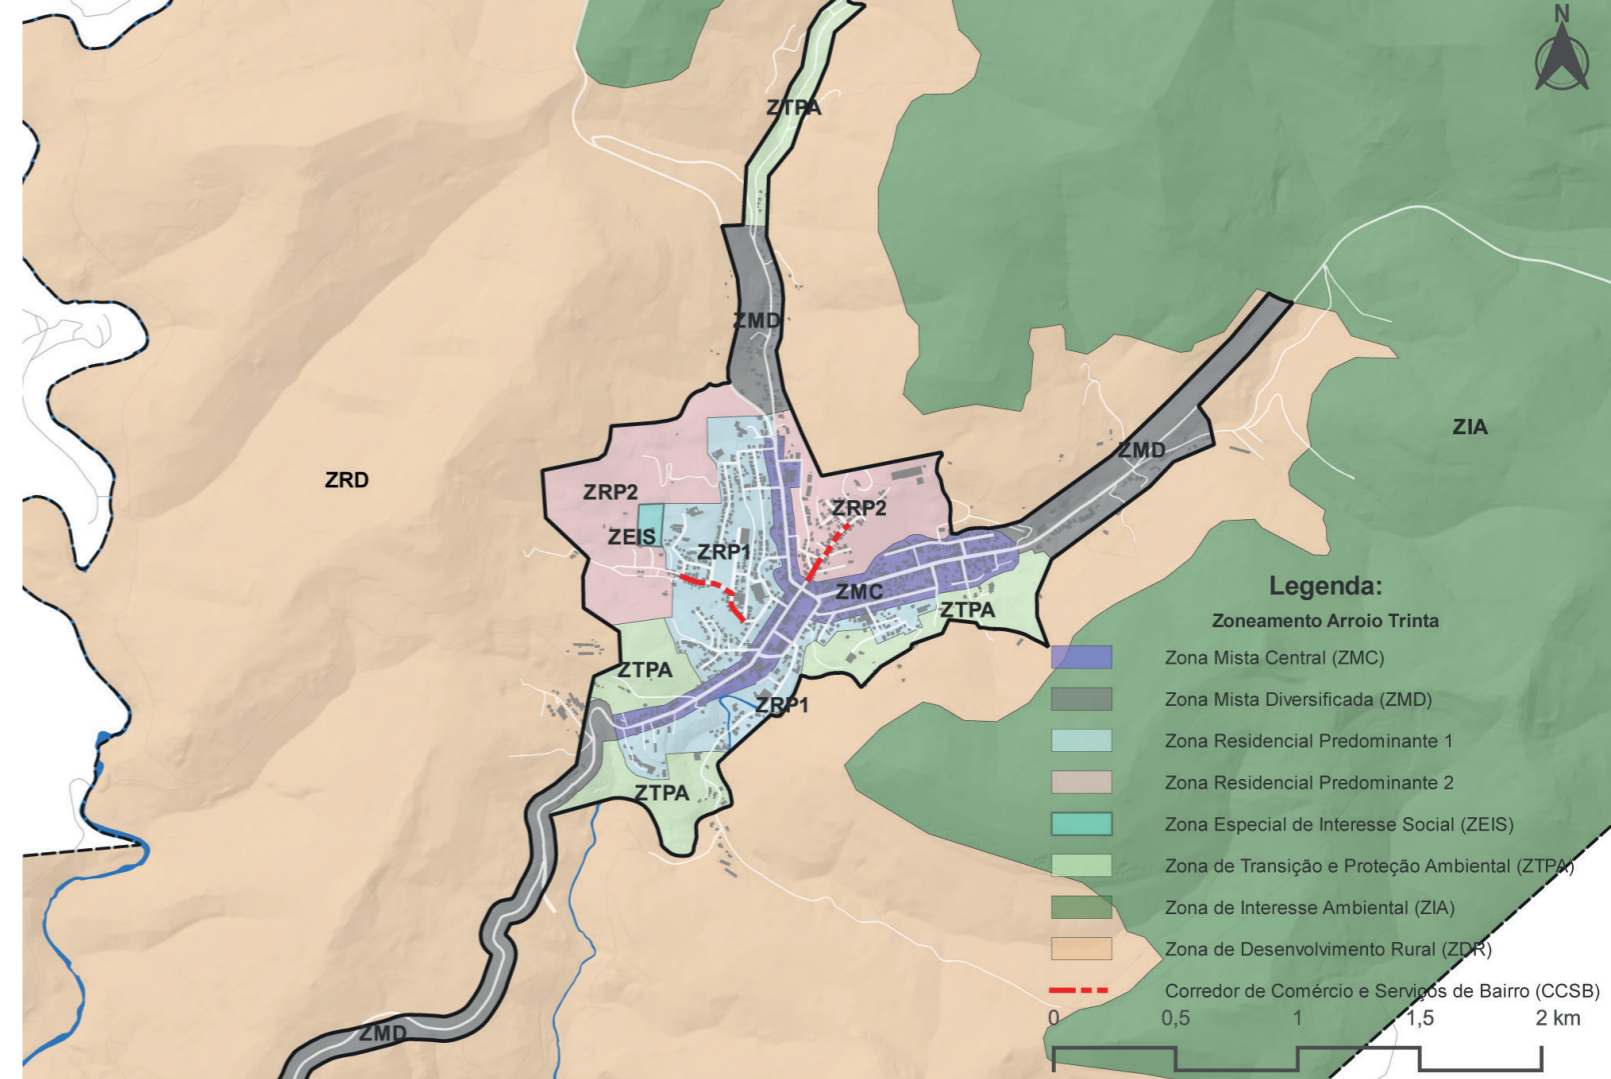 N
ZTPA
ZMD
ZIA
ZMD
ZRD
ZRP2
ZRP2
ZEIS
ZRP1
ZMC
ZTPA
ZTPA
ZRP1
ZTPA
ZMD
Legenda:
Zoneamento Arroio Trinta
Zona Mista Central (ZMC)
Zona Mista Diversificada (ZMD)
Zona Residencial Predominante 1
Zona Residencial Predominante 2
Zona Especial de Interesse Social (ZEIS)
Zona de Transição e Proteção Ambiental (ZTPA)
Zona de Interesse Ambiental (ZIA)
Zona de Desenvolvimento Rural (ZDR)
Corredor de Comércio e Serviços de Bairro (CCSB)
0 0,5 1 1,5 2 km